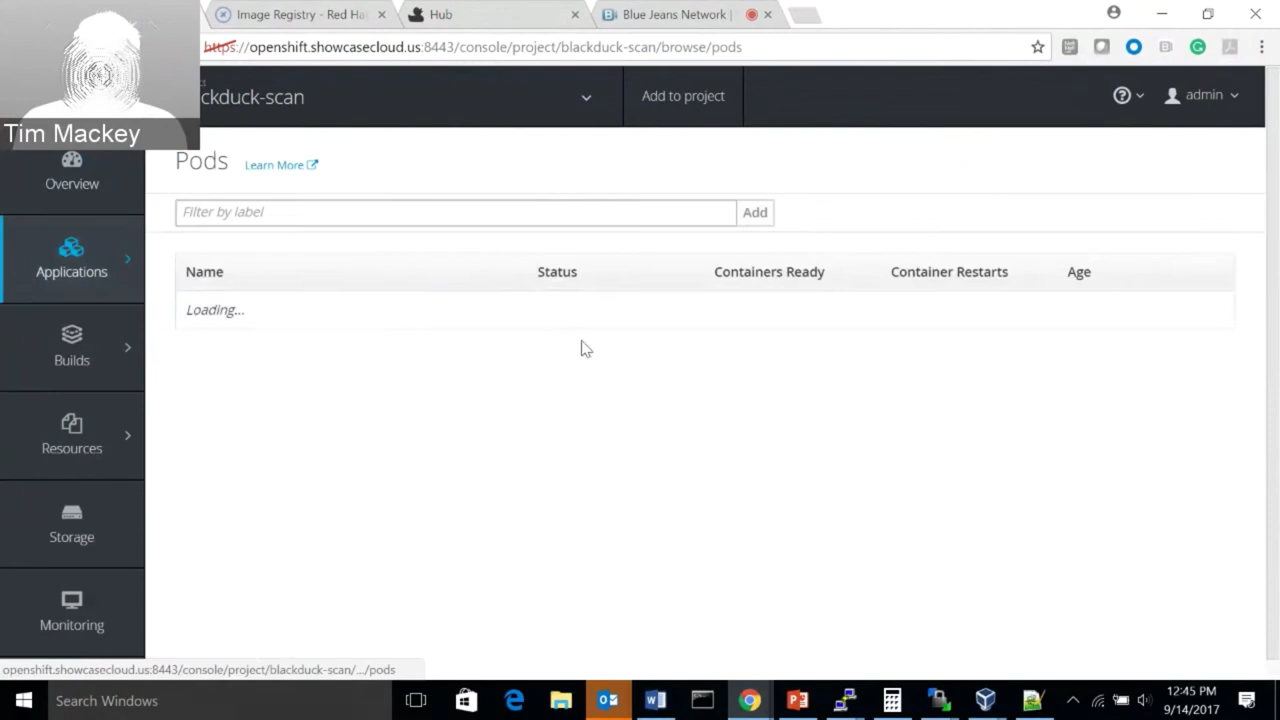 Image Registry - Red Ha
Hub
Blue Jeans Network |
https://openshift.showcasecloud.us:8443/console/project/blackduck-scan/browse/pods
Tim Mackey
ckduck-scan
Add to project
admin
Pods
Learn More
Overview
Filter by label
Add
Applications
Name
Status
Containers Ready
Container Restarts
Age
Loading...
Builds
Resources
Storage
Monitoring
openshift.showcasecloud.us:8443/console/project/blackduck-scan/.../pods
Search Windows
12:45 PM
9/14/2017